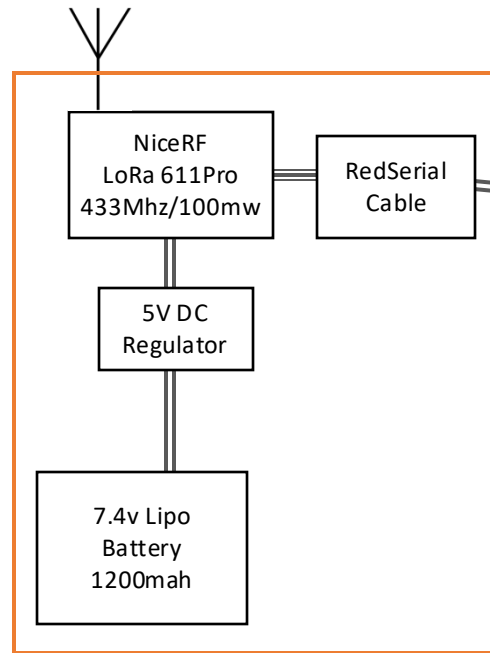 NiceRF
LoRa 611Pro
433Mhz/100mw
RedSerial
Cable
5V DC
Regulator
7.4v Lipo
Battery
1200mah